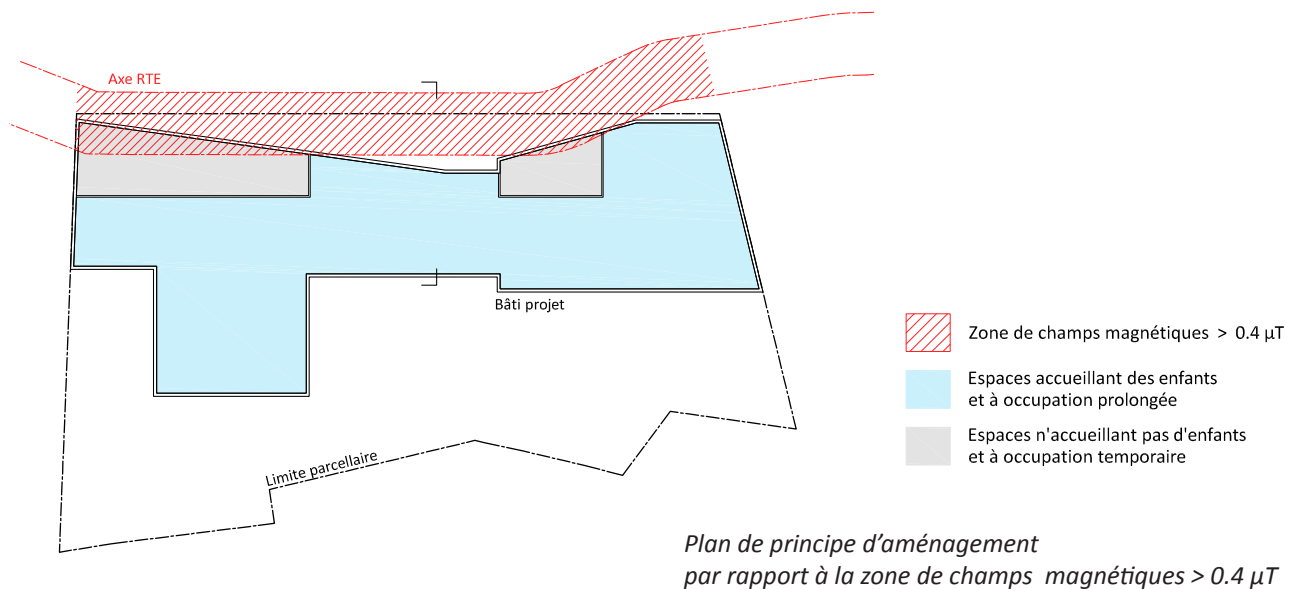 Axe RTE
Bâti projet
Limite parcellaire
Zone de champs magnétiques > 0.4 µT
Espaces accueillant des enfants
et à occupation prolongée
Espaces n'accueillant pas d'enfants
et à occupation temporaire
Plan de principe d’aménagement
par rapport à la zone de champs magnétiques > 0.4 µT